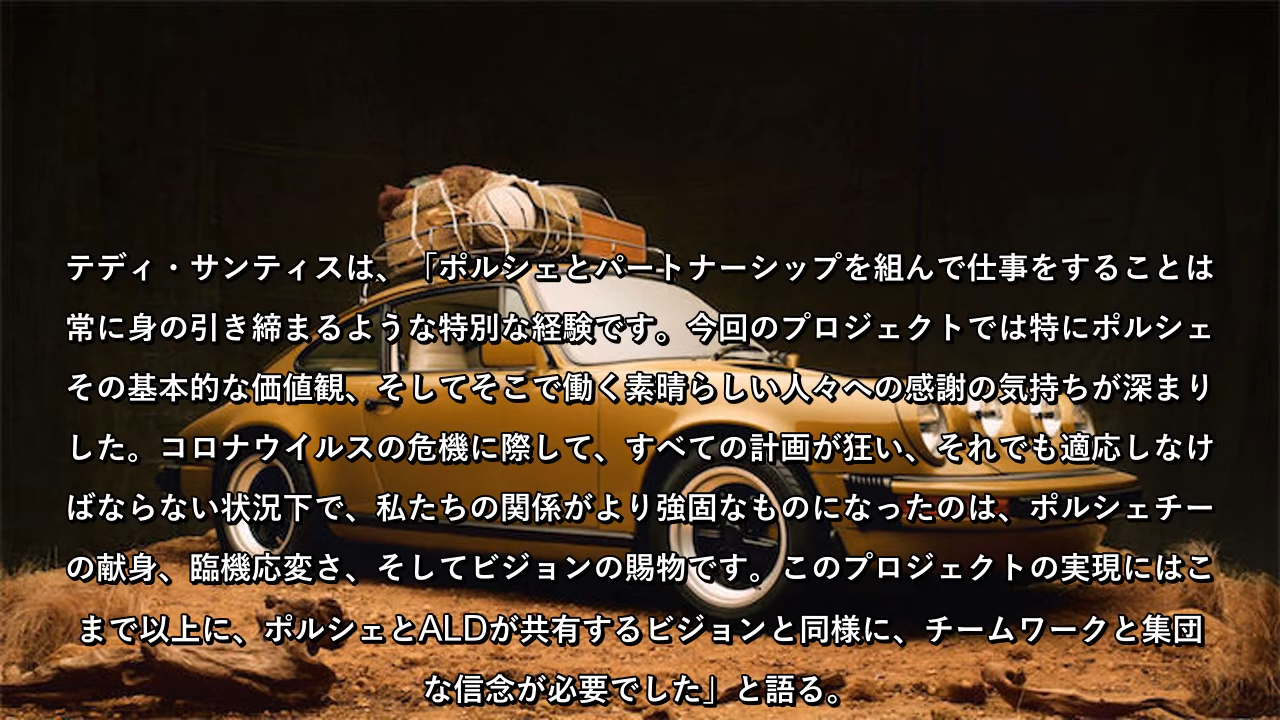 テディ・サンティスは、「ポルシェとパートナーシップを組んで仕事をすることは
常に身の引き締まるような特別な経験です。今回のプロジェクトでは特にポルシェ
その基本的な価値観、そしてそこで働く素晴らしい人々への感謝の気持ちが深まり
した。コロナウイルスの危機に際して、すべての計画が狂い、それでも適応しなけ
ばならない状況下で、私たちの関係がより強固なものになったのは、ポルシェチー
の献身、臨機応変さ、そしてビジョンの賜物です。このプロジェクトの実現にはこ
まで以上に、ポルシェとALDが共有するビジョンと同様に、チームワークと集団
な信念が必要でした」と語る。